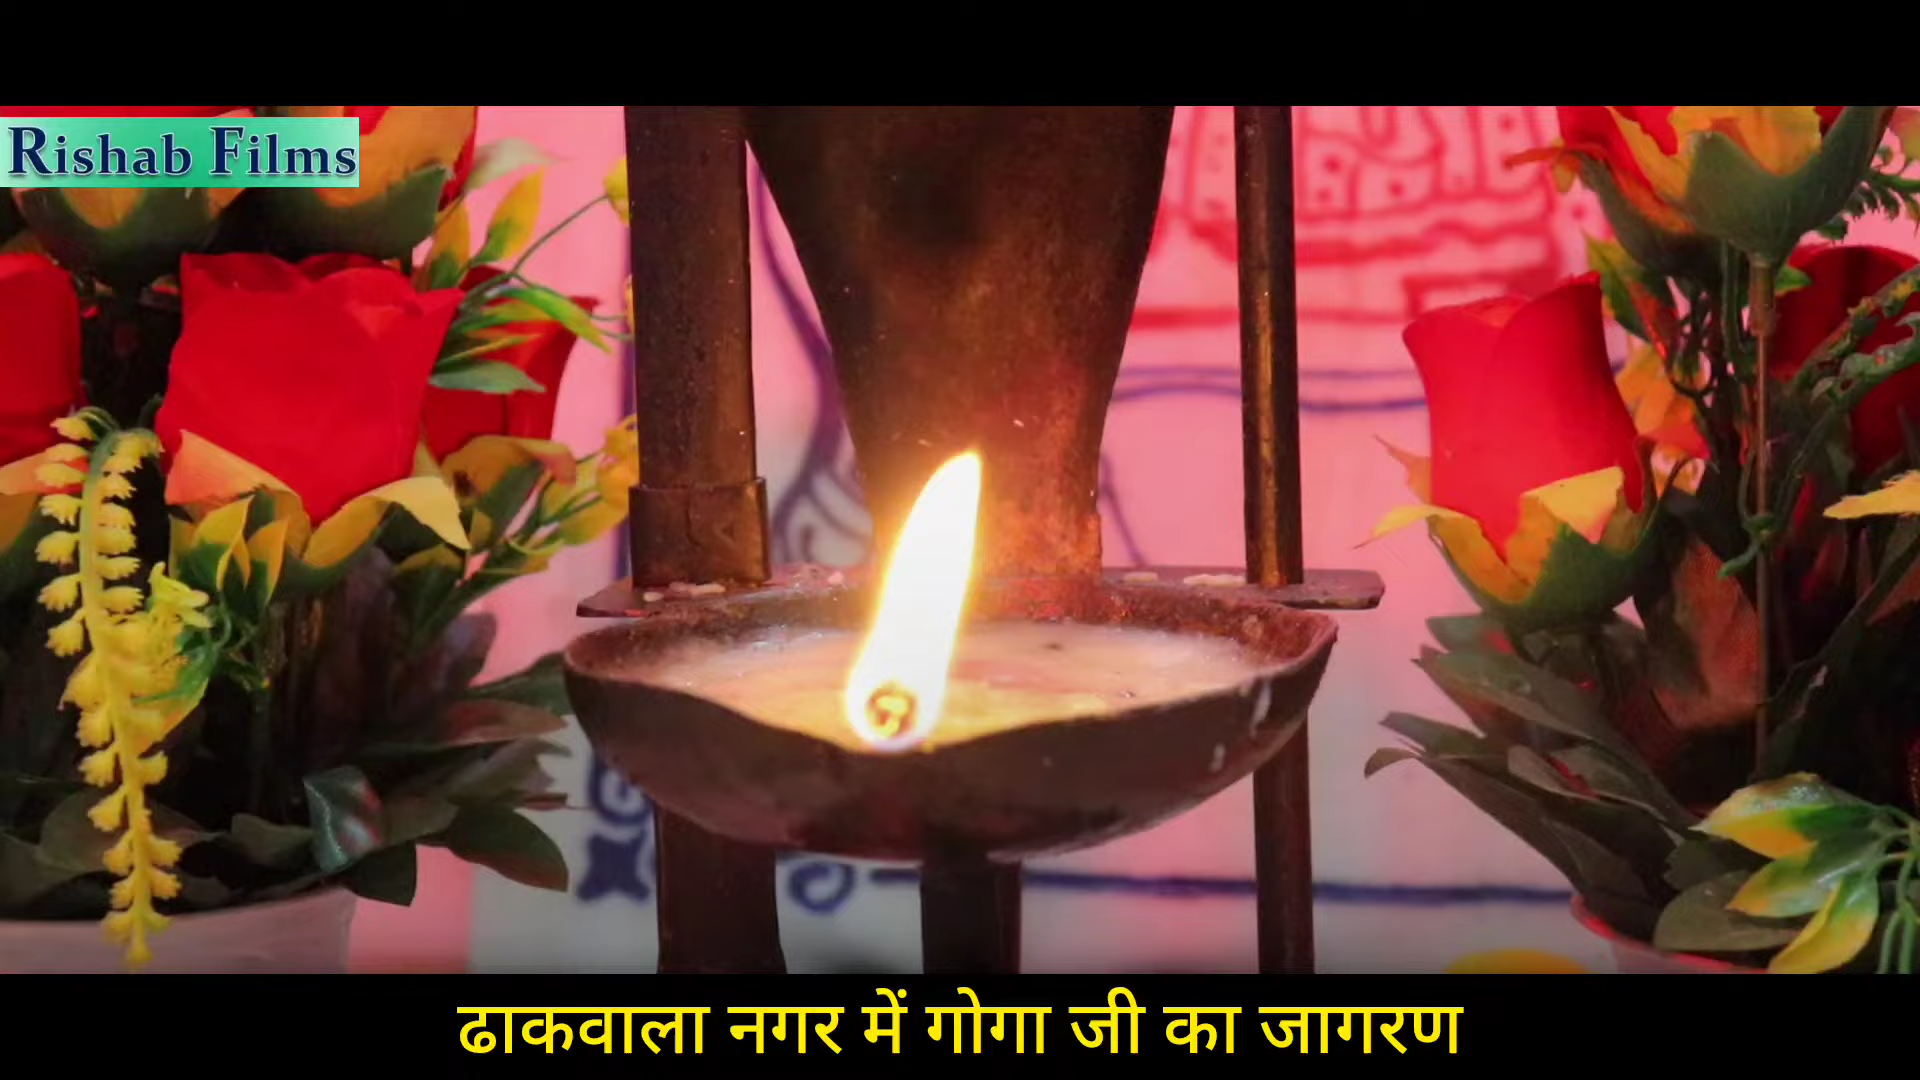 Rishab Films
ढाकवाला नगर में गोगा जी का जागरण